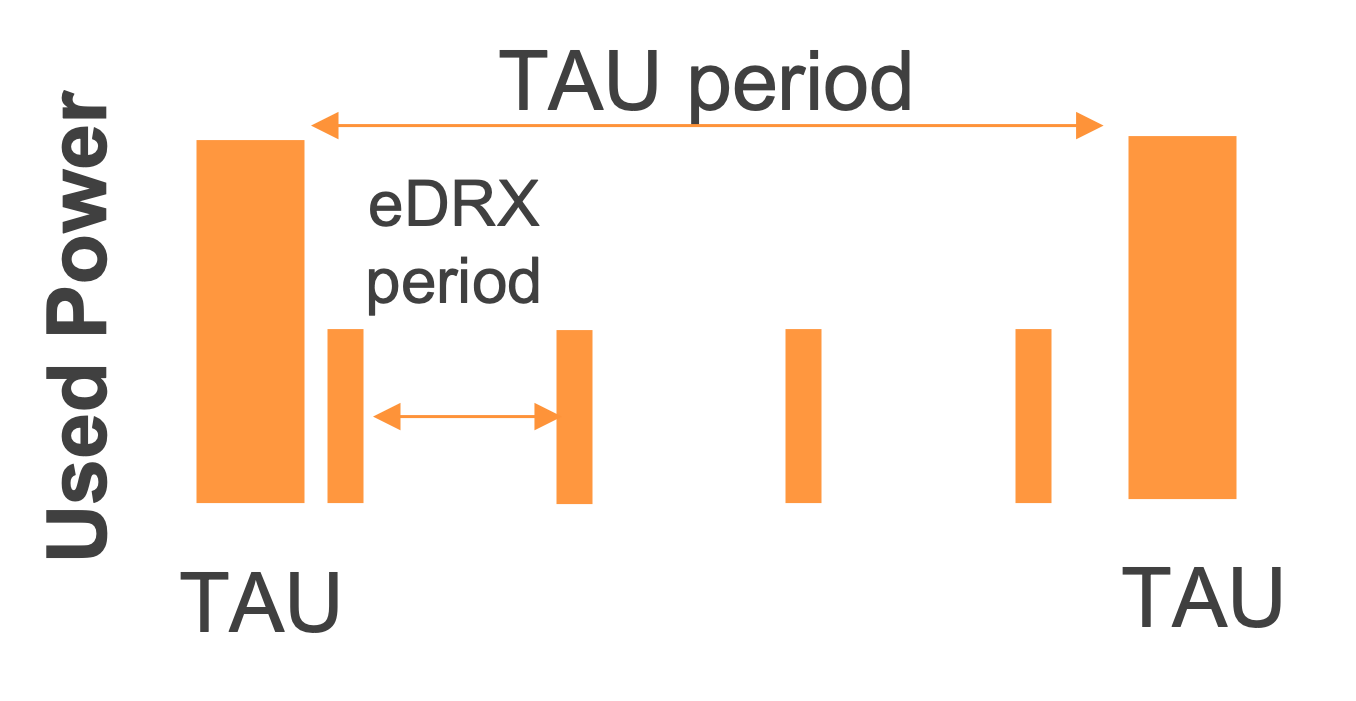 TAU period
eDRX
period
Used Power
TAU
TAU